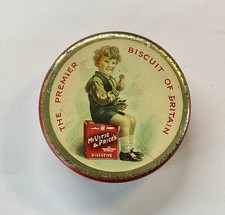 THE PREMIER BISCUIT OF BRITAIN
McVITIE
& PRICE'S
DIGESTIVE